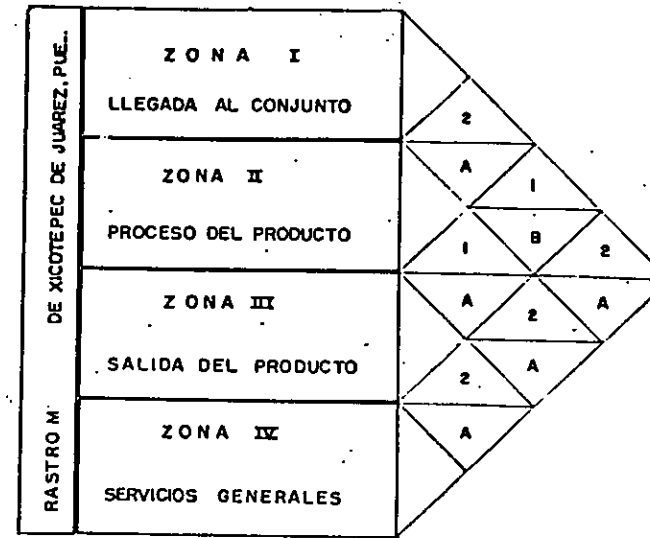 RASTRO M. DE XICOTEPEC DE JUAREZ, PUE.
ZONA I
LLEGADA AL CONJUNTO
ZONA II
PROCESO DEL PRODUCTO
ZONA III
SALIDA DEL PRODUCTO
ZONA IV
SERVICIOS GENERALES
2
A
1
B
1
A
2
A
2
A
2
A